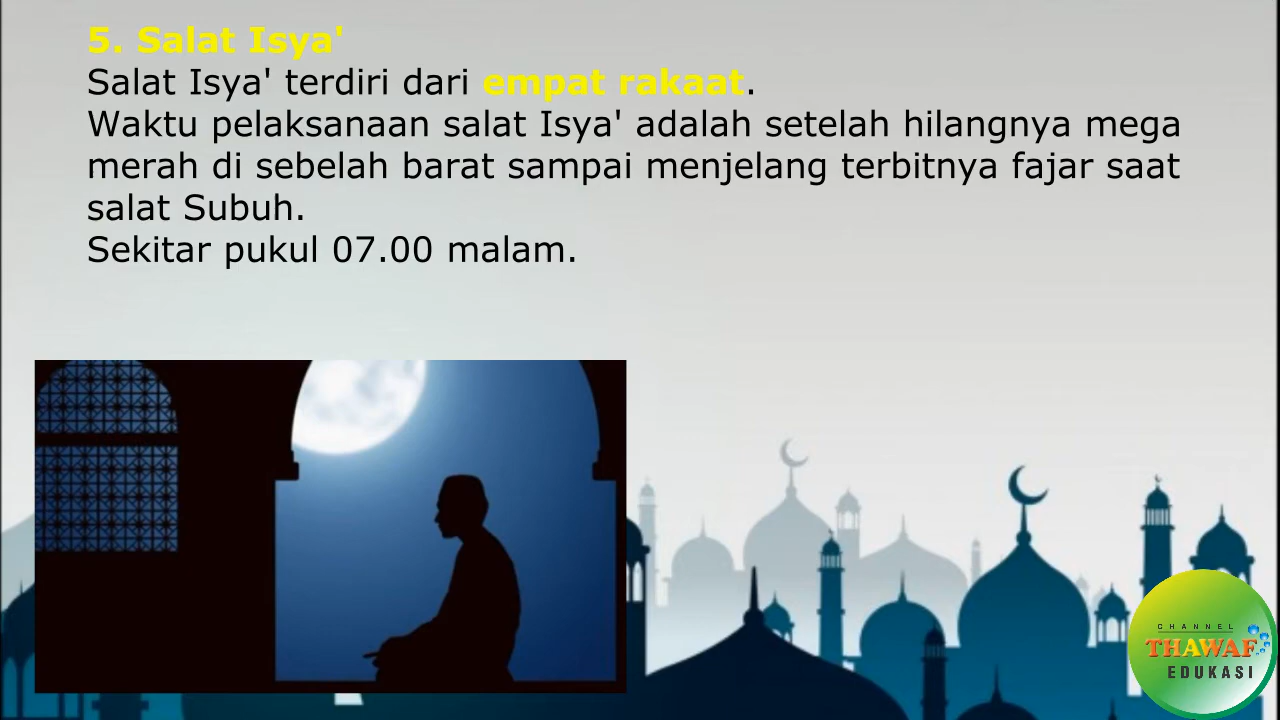 5. Salat Isya'
Salat Isya' terdiri dari empat rakaat.
Waktu pelaksanaan salat Isya' adalah setelah hilangnya mega
merah di sebelah barat sampai menjelang terbitnya fajar saat
salat Subuh.
Sekitar pukul 07.00 malam.
CHANNEL
THAWAF
EDUKASI